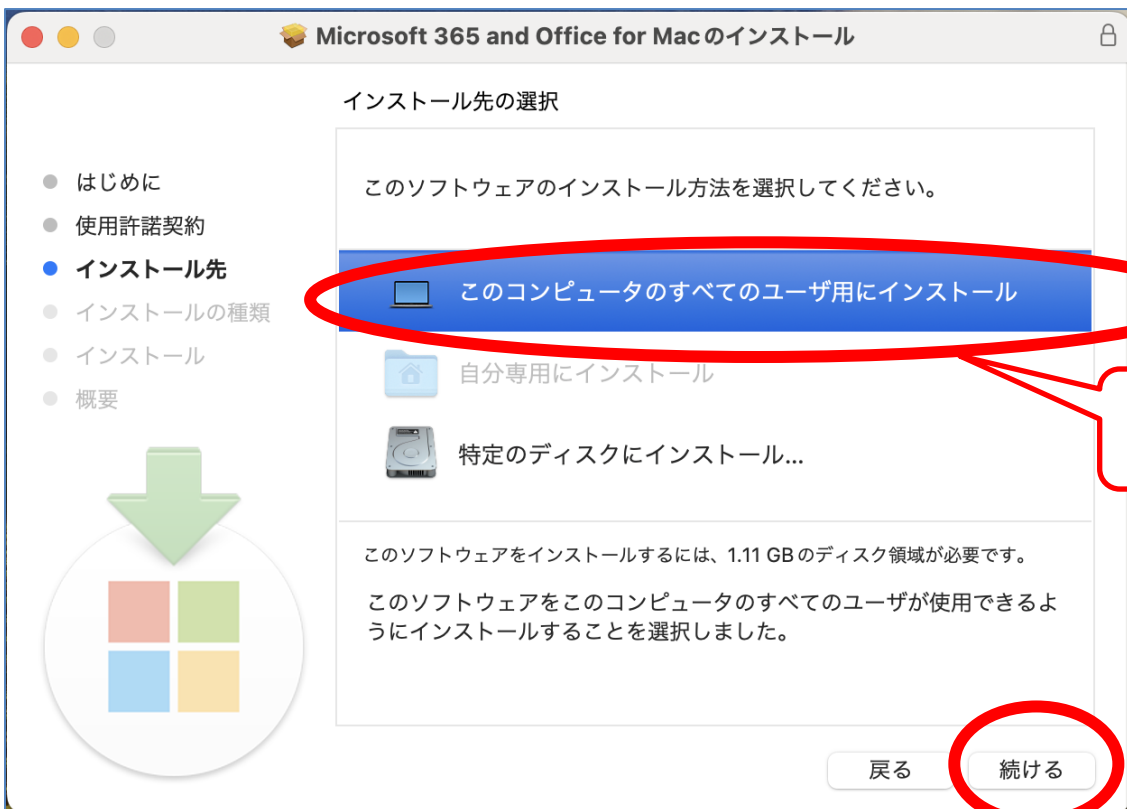 Microsoft 365 and Office for Macのインストール
インストール先の選択
はじめに
使用許諾契約
インストール先
インストールの種類
インストール
概要
このソフトウェアのインストール方法を選択してください。
このコンピュータのすべてのユーザ用にインストール
自分専用にインストール
特定のディスクにインストール...
このソフトウェアをインストールするには、1.11 GBのディスク領域が必要です。
このソフトウェアをこのコンピュータのすべてのユーザが使用できるよ
うにインストールすることを選択しました。
戻る
続ける